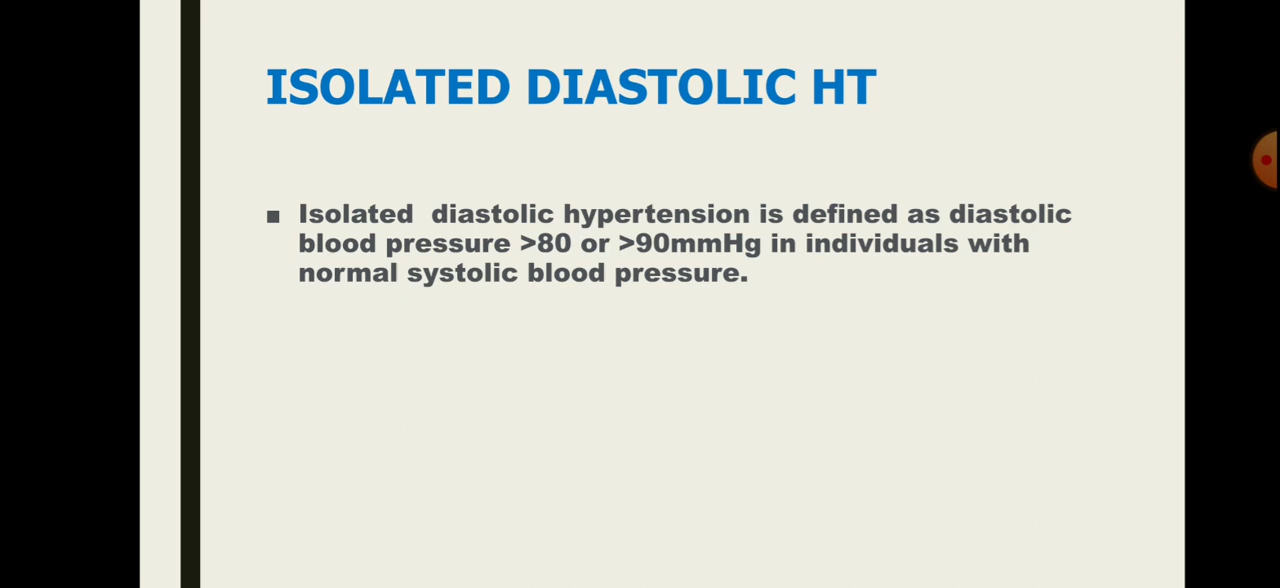 ISOLATED DIASTOLIC HT
▪ Isolated diastolic hypertension is defined as diastolic
blood pressure >80 or >90mmHg in individuals with
normal systolic blood pressure.